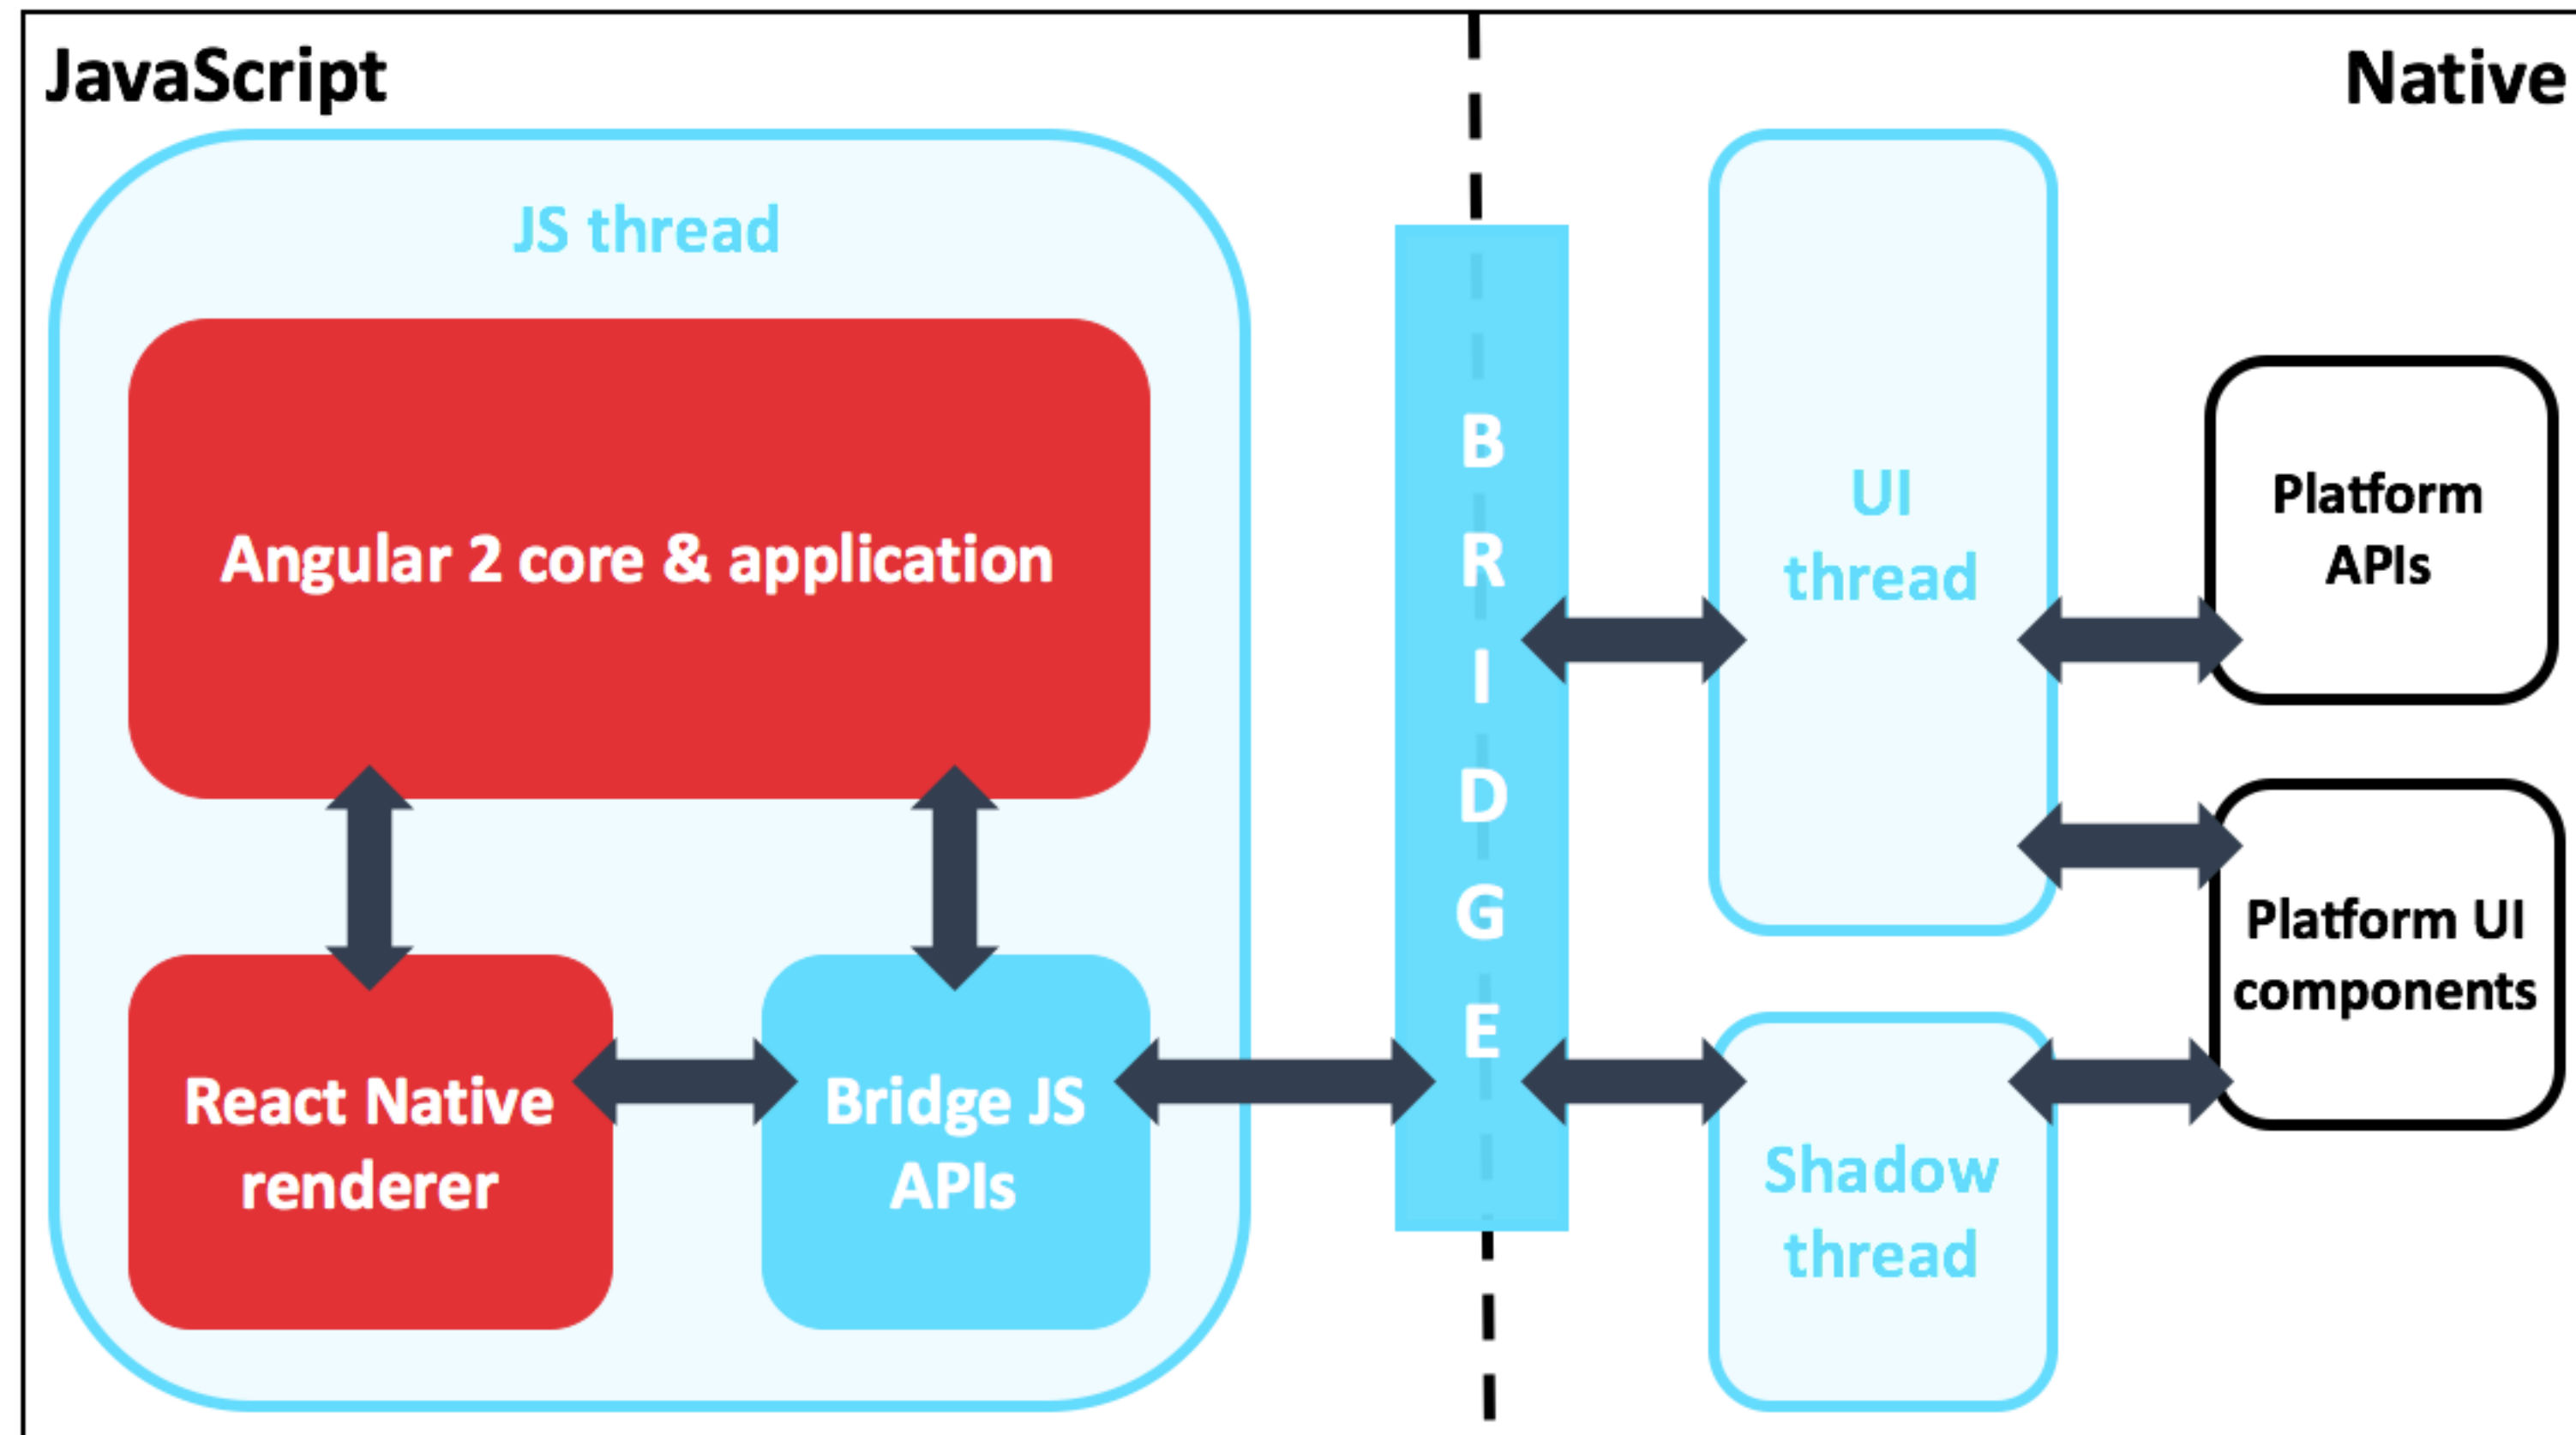 JavaScript
Native
JS thread
Angular 2 core & application
React Native
renderer
Bridge JS
APIs
B
R
I
D
G
E
UI
thread
Shadow
thread
Platform
APIs
Platform UI
components